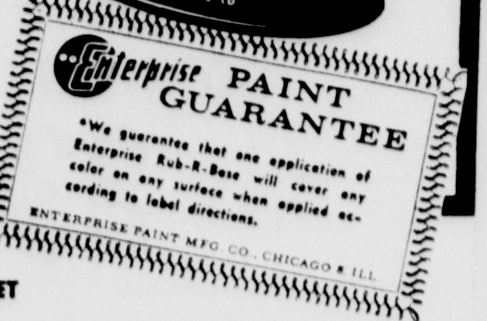 Enterprise PAINT
GUARANTEE
•We guarantee that one application of
Enterprise Rub-R-Base will cover any
color on any surface when applied ac-
cording to label directions.
ENTERPRISE PAINT MFG. CO., CHICAGO 8, ILL.